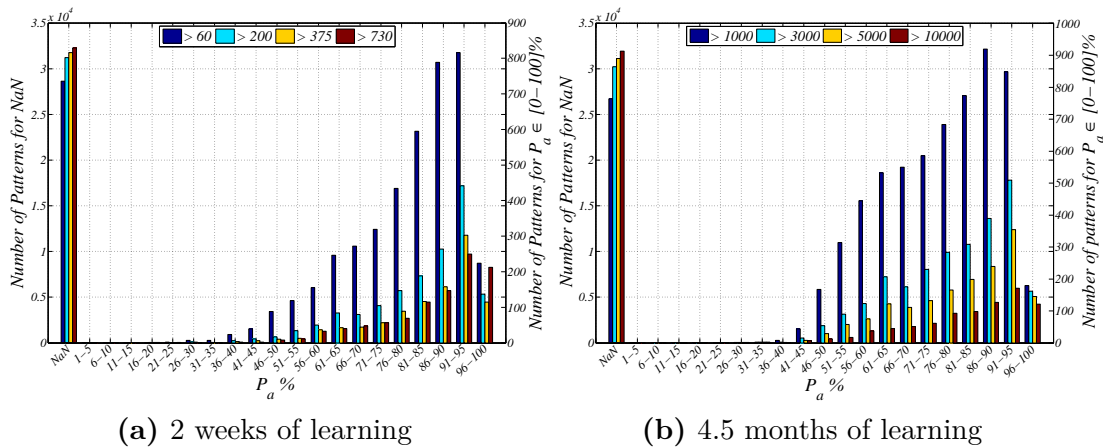 x 10^4
3.5
3
2.5
2
1.5
1
0.5
0
Number of Patterns for NaN
> 60 > 200 > 375 > 730
900
800
700
600
500
400
300
200
100
0
Number of Patterns for P_a ∈ [0−100]%
NaN 1−5 6−10 11−15 16−20 21−25 26−30 31−35 36−40 41−45 46−50 51−55 56−60 61−65 66−70 71−75 76−80 81−85 86−90 91−95 96−100
P_a %
(a) 2 weeks of learning
x 10^4
3.5
3
2.5
2
1.5
1
0.5
0
Number of Patterns for NaN
> 1000 > 3000 > 5000 > 10000
1000
900
800
700
600
500
400
300
200
100
0
Number of patterns for P_a ∈ [0−100]%
NaN 1−5 6−10 11−15 16−20 21−25 26−30 31−35 36−40 41−45 46−50 51−55 56−60 61−65 66−70 71−75 76−80 81−85 86−90 91−95 96−100
P_a %
(b) 4.5 months of learning